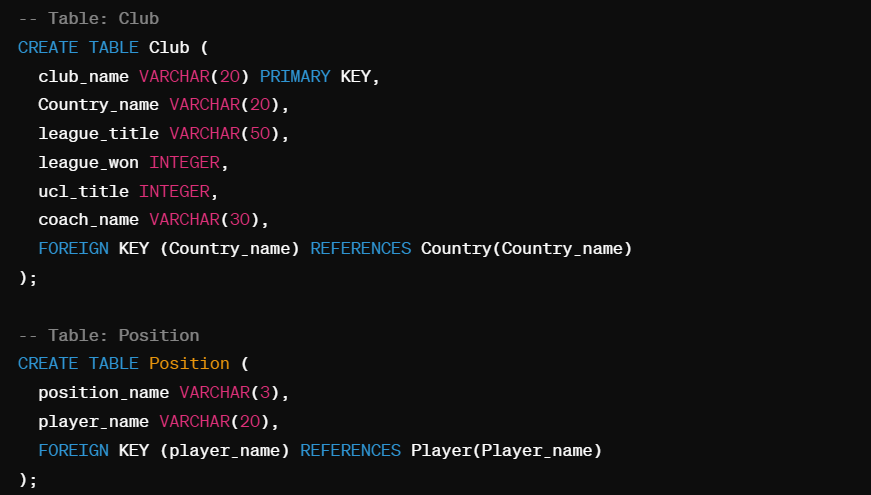 -- Table: Club
CREATE TABLE Club (
club_name VARCHAR(20) PRIMARY KEY,
Country_name VARCHAR(20),
league_title VARCHAR(50),
league_won INTEGER,
ucl_title INTEGER,
coach_name VARCHAR(30),
FOREIGN KEY (Country_name) REFERENCES Country(Country_name)
);
-- Table: Position
CREATE TABLE Position (
position_name VARCHAR(3),
player_name VARCHAR(20),
FOREIGN KEY (player_name) REFERENCES Player(Player_name)
);